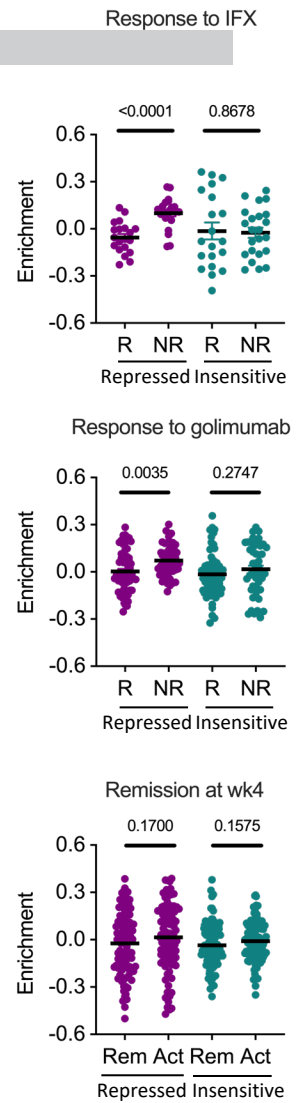 Response to IFX
<0.0001 0.8678
0.6
0.3
0.0
-0.3
-0.6
Enrichment
R NR R NR
Repressed Insensitive
Response to golimumab
0.0035 0.2747
0.6
0.3
0.0
-0.3
-0.6
Enrichment
R NR R NR
Repressed Insensitive
Remission at wk4
0.1700 0.1575
0.6
0.3
0.0
-0.3
-0.6
Enrichment
Rem Act Rem Act
Repressed Insensitive